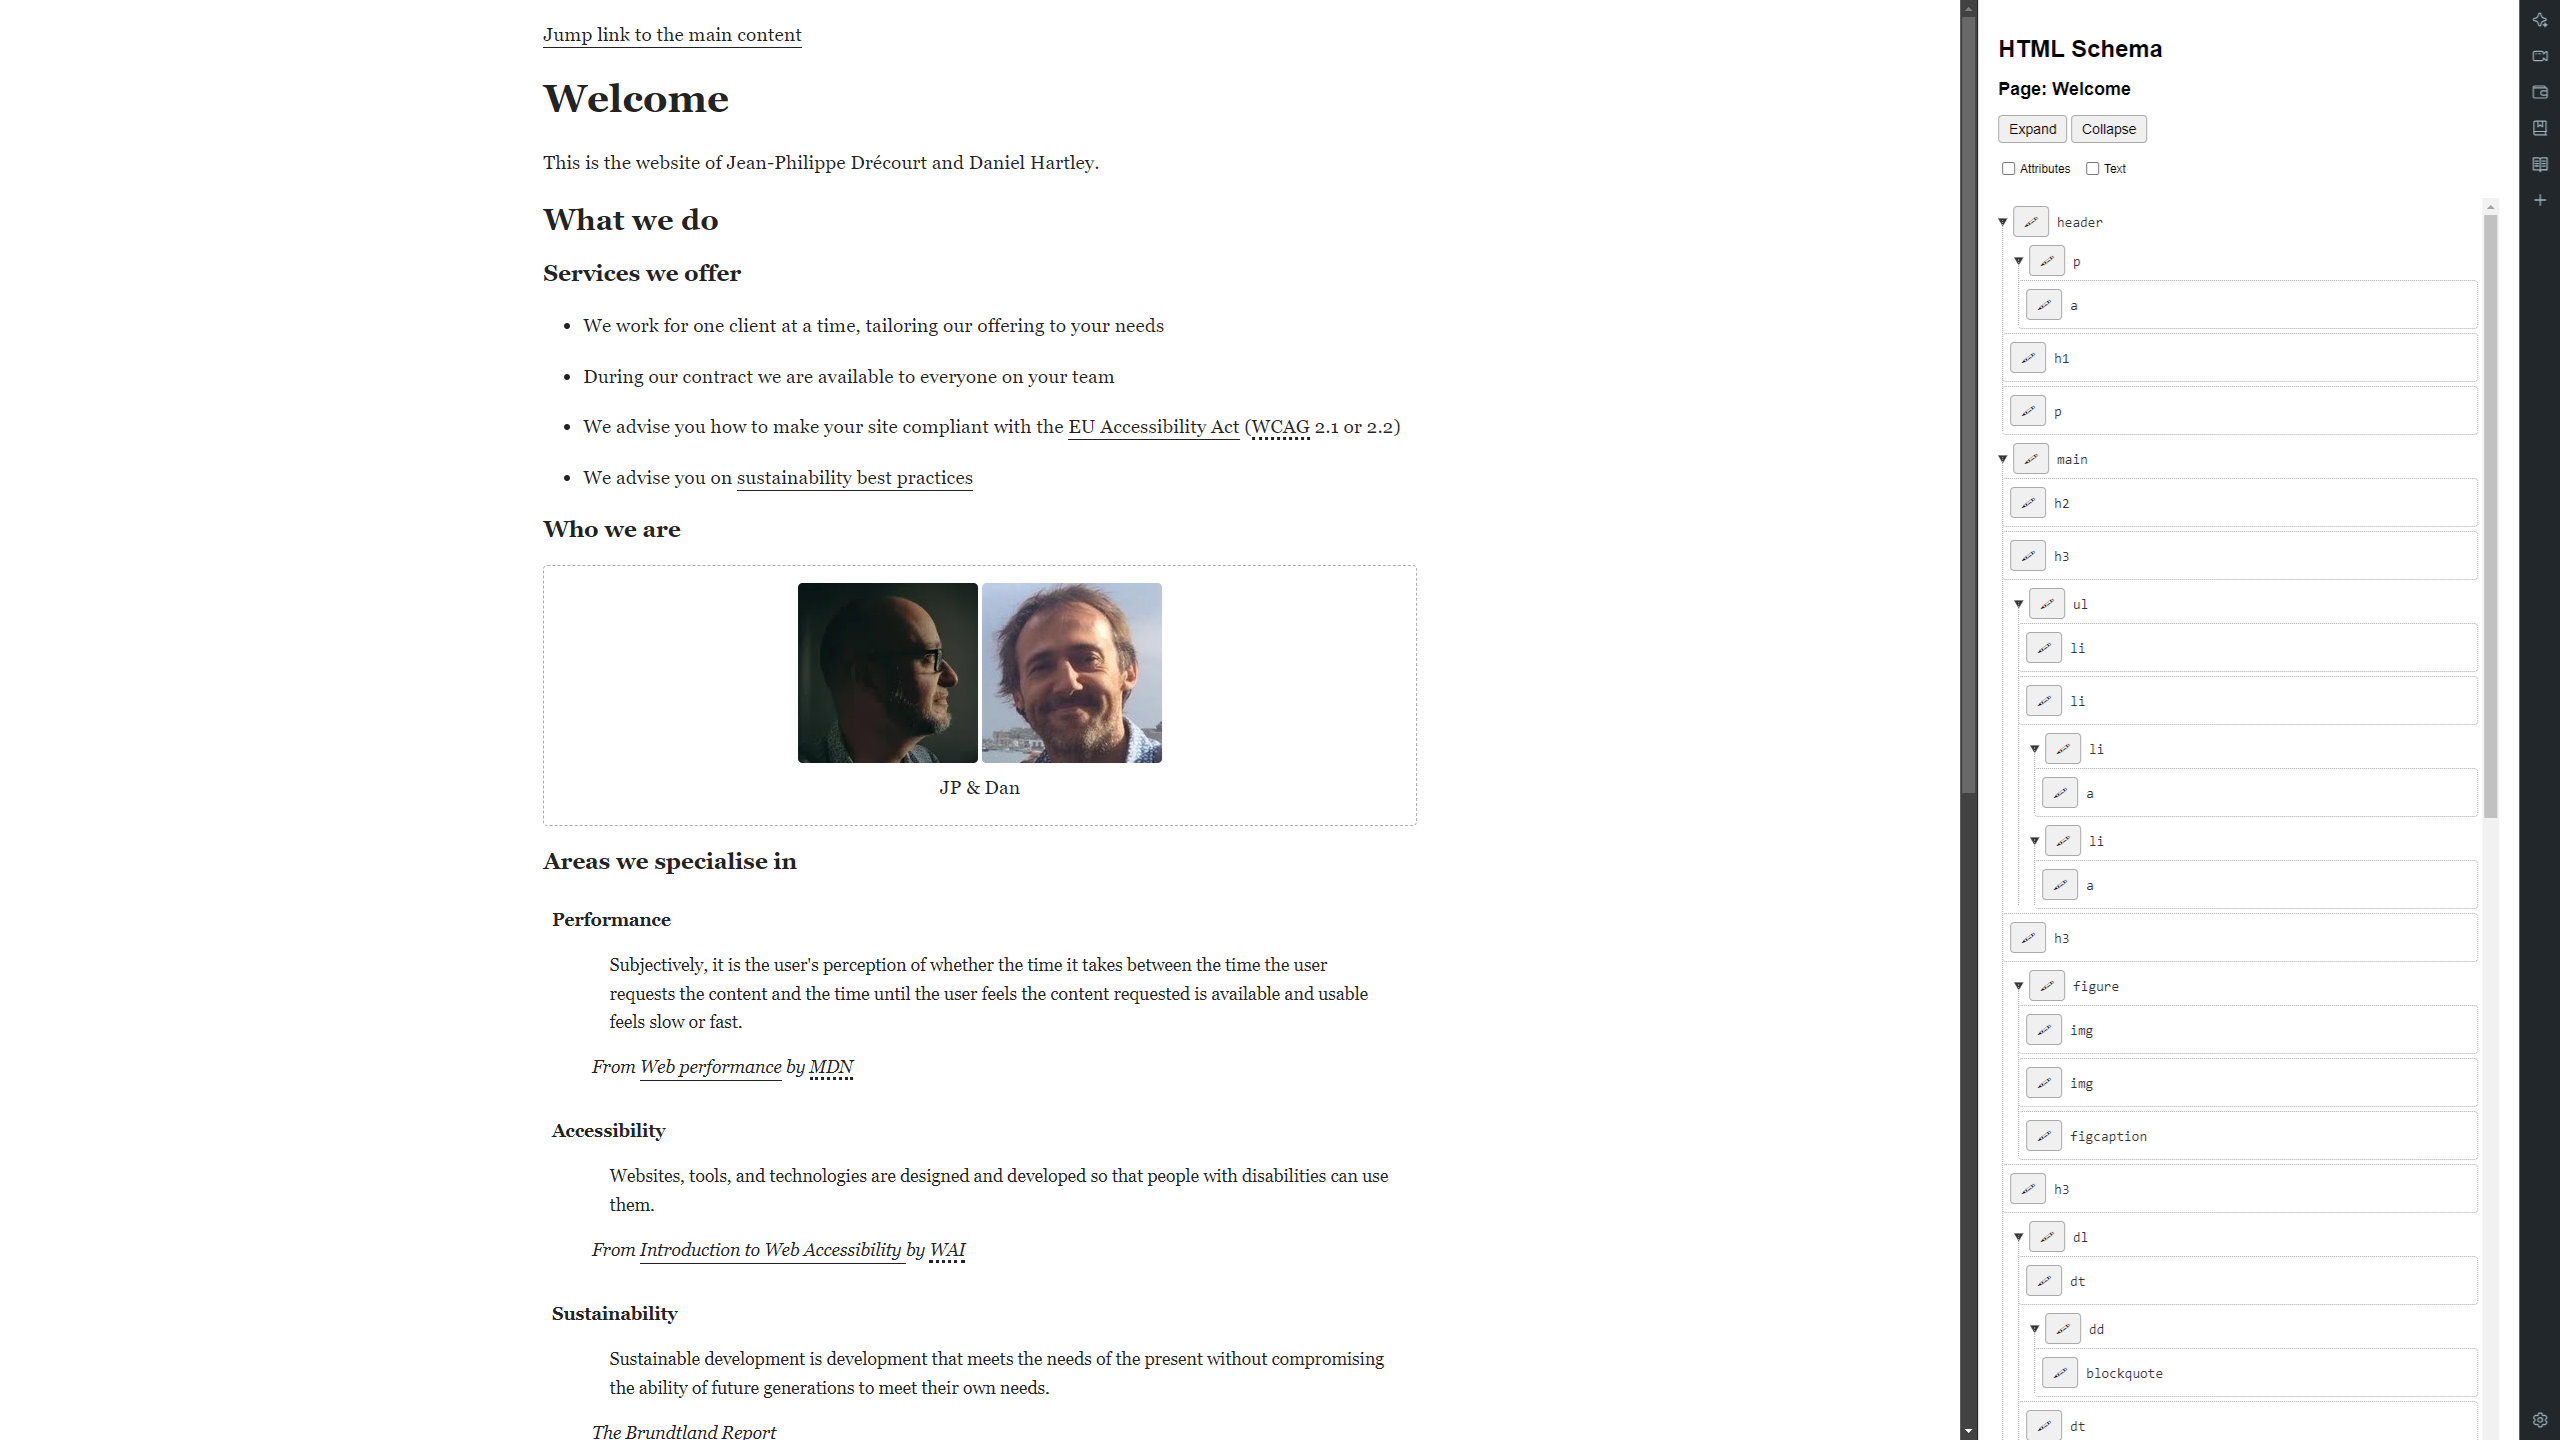 Jump link to the main content
Welcome
This is the website of Jean-Philippe Drécourt and Daniel Hartley.
What we do
Services we offer
We work for one client at a time, tailoring our offering to your needs
During our contract we are available to everyone on your team
We advise you how to make your site compliant with the EU Accessibility Act (WCAG 2.1 or 2.2)
We advise you on sustainability best practices
Who we are
JP & Dan
Areas we specialise in
Performance
Subjectively, it is the user's perception of whether the time it takes between the time the user
requests the content and the time until the user feels the content requested is available and usable
feels slow or fast.
From Web performance by MDN
Accessibility
Websites, tools, and technologies are designed and developed so that people with disabilities can use
them.
From Introduction to Web Accessibility by WAI
Sustainability
Sustainable development is development that meets the needs of the present without compromising
the ability of future generations to meet their own needs.
The Brundtland Report
HTML Schema
Page: Welcome
Expand Collapse
Attributes Text
header
p
a
h1
p
main
h2
h3
ul
li
li
li
a
li
a
h3
figure
img
img
figcaption
h3
dl
dt
dd
blockquote
dt